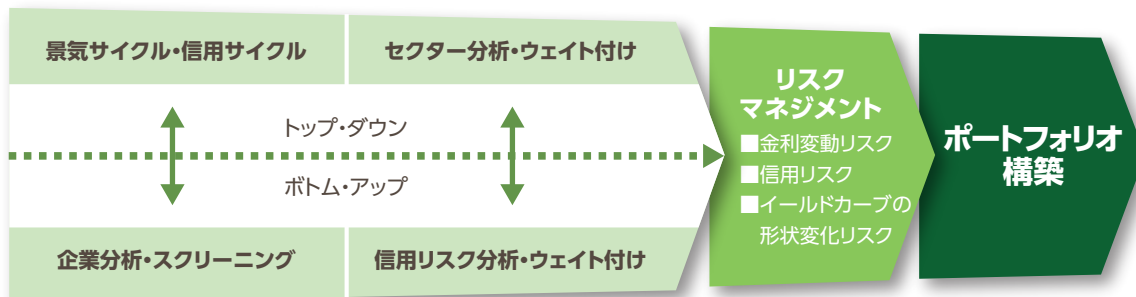 景気サイクル・信用サイクル
セクター分析・ウェイト付け
トップ・ダウン
ボトム・アップ
企業分析・スクリーニング
信用リスク分析・ウェイト付け
リスク
マネジメント
■金利変動リスク
■信用リスク
■イールドカーブの
形状変化リスク
ポートフォリオ
構築